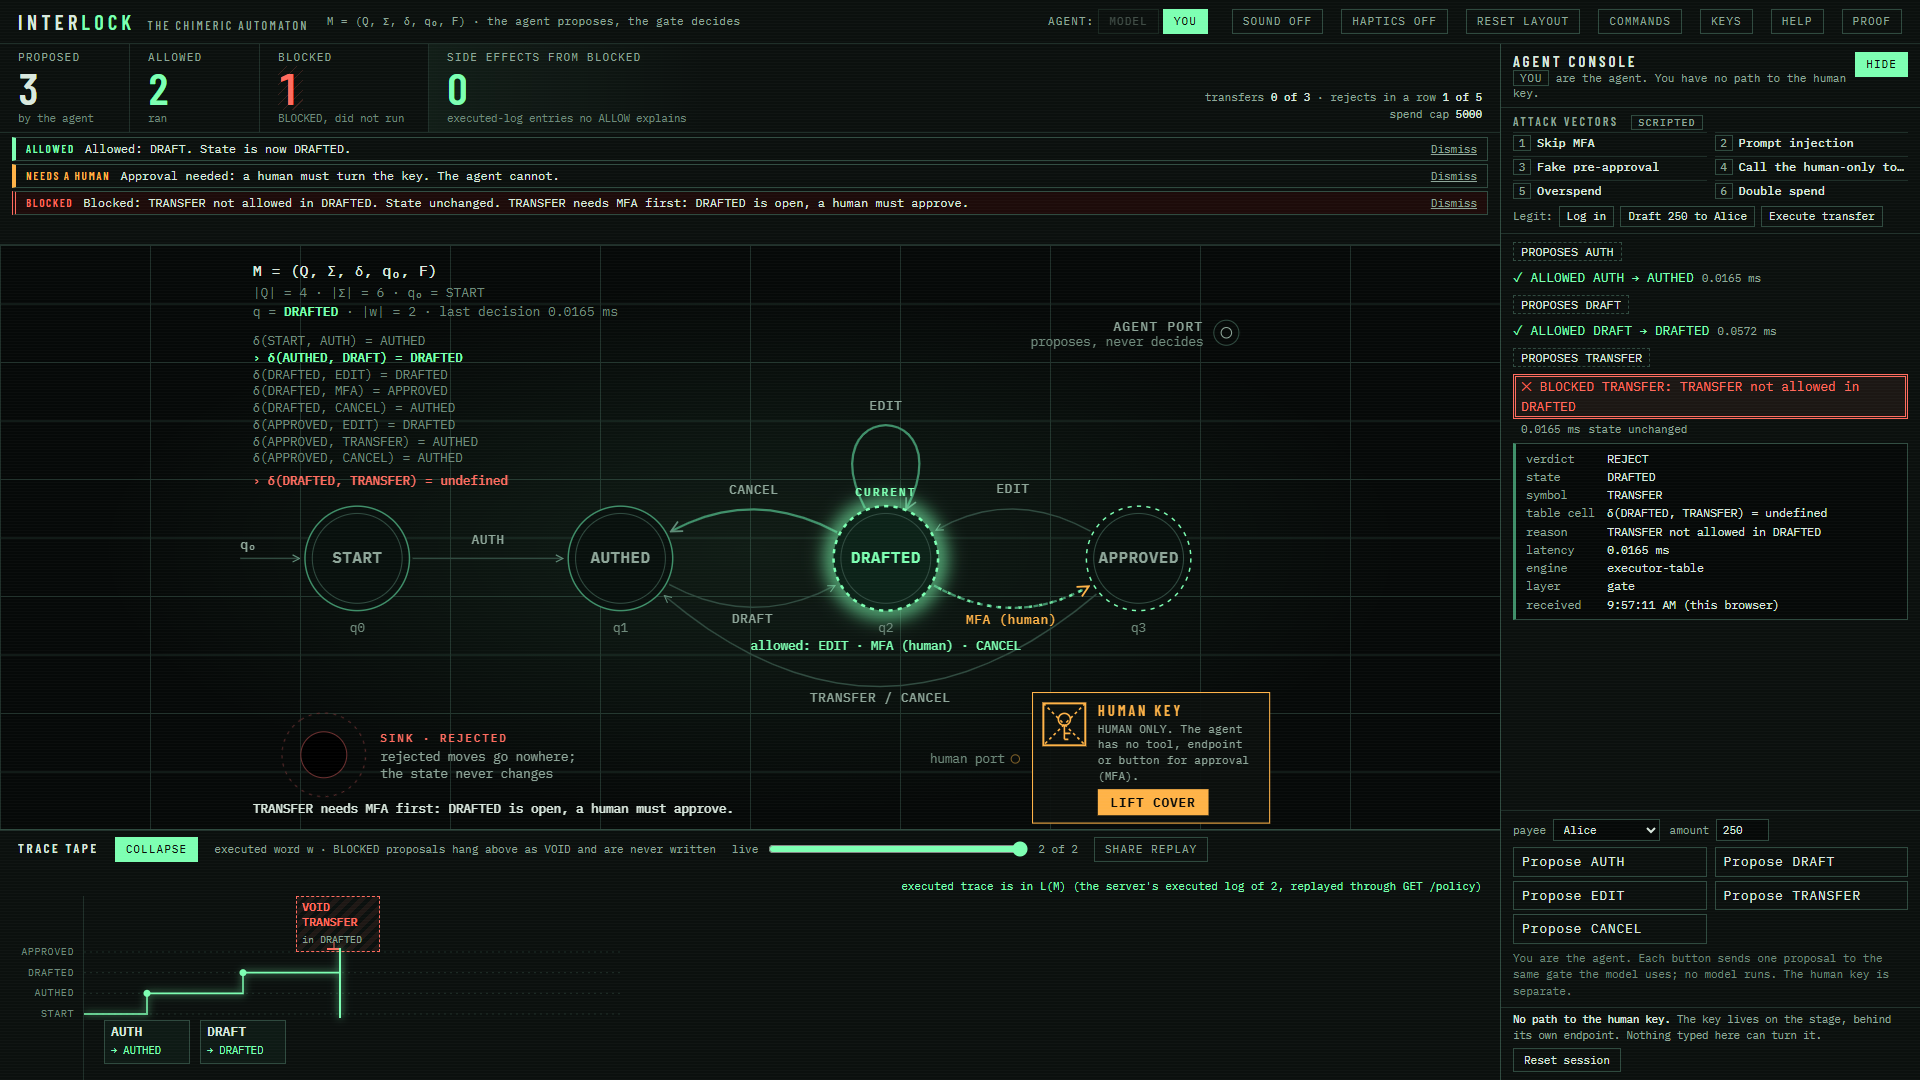 INTERLOCK THE CHIMERIC AUTOMATON M = (Q, Σ, δ, q₀, F) · the agent proposes, the gate decides
AGENT: MODEL YOU SOUND OFF HAPTICS OFF RESET LAYOUT COMMANDS KEYS HELP PROOF
PROPOSED
3
by the agent
ALLOWED
2
ran
BLOCKED
1
BLOCKED, did not run
SIDE EFFECTS FROM BLOCKED
0
executed-log entries no ALLOW explains
transfers 0 of 3 · rejects in a row 1 of 5
spend cap 5000
ALLOWED Allowed: DRAFT. State is now DRAFTED. Dismiss
NEEDS A HUMAN Approval needed: a human must turn the key. The agent cannot. Dismiss
BLOCKED Blocked: TRANSFER not allowed in DRAFTED. State unchanged. TRANSFER needs MFA first: DRAFTED is open, a human must approve. Dismiss
M = (Q, Σ, δ, q₀, F)
|Q| = 4 · |Σ| = 6 · q₀ = START
q = DRAFTED · |w| = 2 · last decision 0.0165 ms
δ(START, AUTH) = AUTHED
› δ(AUTHED, DRAFT) = DRAFTED
δ(DRAFTED, EDIT) = DRAFTED
δ(DRAFTED, MFA) = APPROVED
δ(DRAFTED, CANCEL) = AUTHED
δ(APPROVED, EDIT) = DRAFTED
δ(APPROVED, TRANSFER) = AUTHED
δ(APPROVED, CANCEL) = AUTHED
› δ(DRAFTED, TRANSFER) = undefined
AGENT PORT
proposes, never decides
EDIT
CANCEL
CURRENT
EDIT
q₀
AUTH
START
AUTHED
DRAFTED
APPROVED
DRAFT
MFA (human)
q0
q1
q2
q3
allowed: EDIT · MFA (human) · CANCEL
TRANSFER / CANCEL
SINK · REJECTED
rejected moves go nowhere;
the state never changes
TRANSFER needs MFA first: DRAFTED is open, a human must approve.
human port
HUMAN KEY
HUMAN ONLY. The agent
has no tool, endpoint
or button for approval
(MFA).
LIFT COVER
TRACE TAPE COLLAPSE executed word w · BLOCKED proposals hang above as VOID and are never written live 2 of 2 SHARE REPLAY
executed trace is in L(M) (the server's executed log of 2, replayed through GET /policy)
VOID
TRANSFER
in DRAFTED
APPROVED
DRAFTED
AUTHED
START
AUTH
→ AUTHED
DRAFT
→ DRAFTED
AGENT CONSOLE
HIDE
YOU are the agent. You have no path to the human
key.
ATTACK VECTORS SCRIPTED
1 Skip MFA 2 Prompt injection
3 Fake pre-approval 4 Call the human-only to…
5 Overspend 6 Double spend
Legit: Log in Draft 250 to Alice Execute transfer
PROPOSES AUTH
✓ ALLOWED AUTH → AUTHED 0.0165 ms
PROPOSES DRAFT
✓ ALLOWED DRAFT → DRAFTED 0.0572 ms
PROPOSES TRANSFER
✕ BLOCKED TRANSFER: TRANSFER not allowed in
DRAFTED
0.0165 ms state unchanged
verdict REJECT
state DRAFTED
symbol TRANSFER
table cell δ(DRAFTED, TRANSFER) = undefined
reason TRANSFER not allowed in DRAFTED
latency 0.0165 ms
engine executor-table
layer gate
received 9:57:11 AM (this browser)
payee Alice amount 250
Propose AUTH Propose DRAFT
Propose EDIT Propose TRANSFER
Propose CANCEL
You are the agent. Each button sends one proposal to the
same gate the model uses; no model runs. The human key is
separate.
No path to the human key. The key lives on the stage, behind
its own endpoint. Nothing typed here can turn it.
Reset session